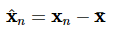 x̂ₙ = xₙ − x̄